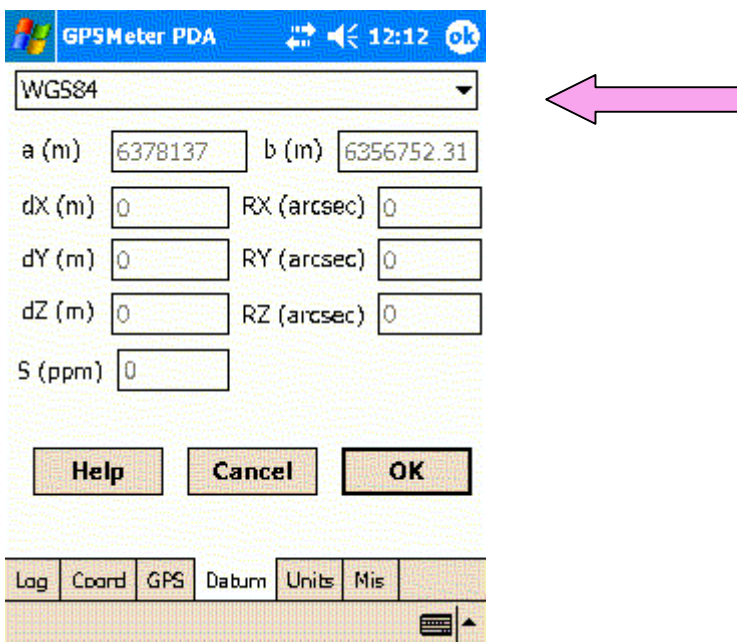 GPSMeter PDA 12:12 ok
WGS84
a (m) 6378137 b (m) 6356752.31
dX (m) 0 RX (arcsec) 0
dY (m) 0 RY (arcsec) 0
dZ (m) 0 RZ (arcsec) 0
S (ppm) 0
Help Cancel OK
Log Coord GPS Datum Units Mis